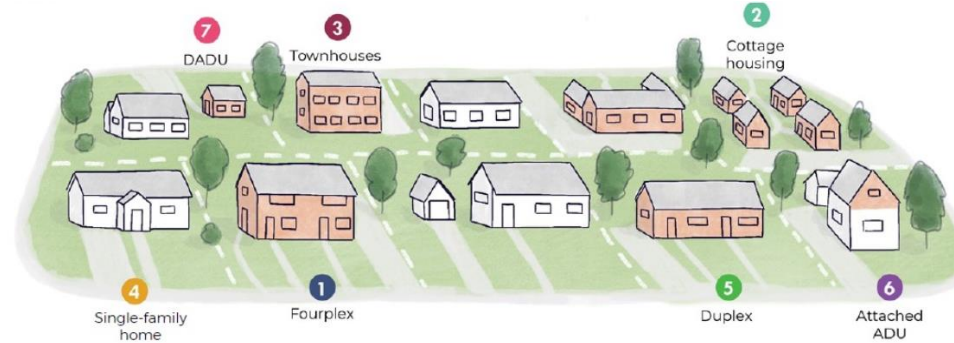 7
DADU
3
Townhouses
2
Cottage
housing
4
Single-family
home
1
Fourplex
5
Duplex
6
Attached
ADU